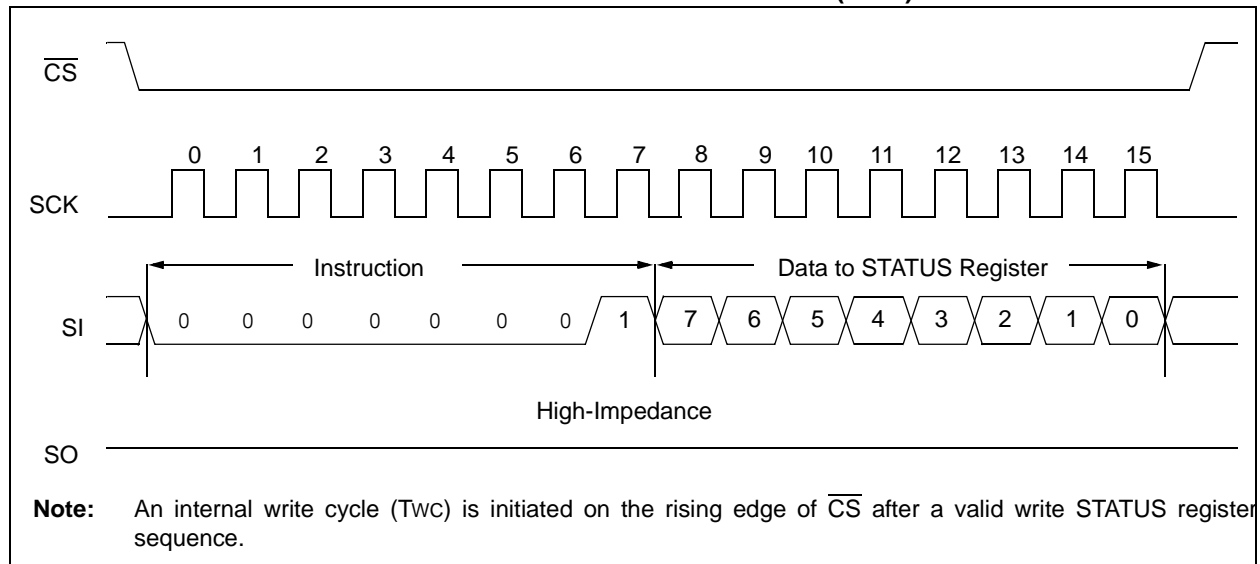 CS
0 1 2 3 4 5 6 7 8 9 10 11 12 13 14 15
SCK
Instruction Data to STATUS Register
SI 0 0 0 0 0 0 0 1 7 6 5 4 3 2 1 0
High-Impedance
SO
Note: An internal write cycle (TWC) is initiated on the rising edge of CS after a valid write STATUS register
sequence.